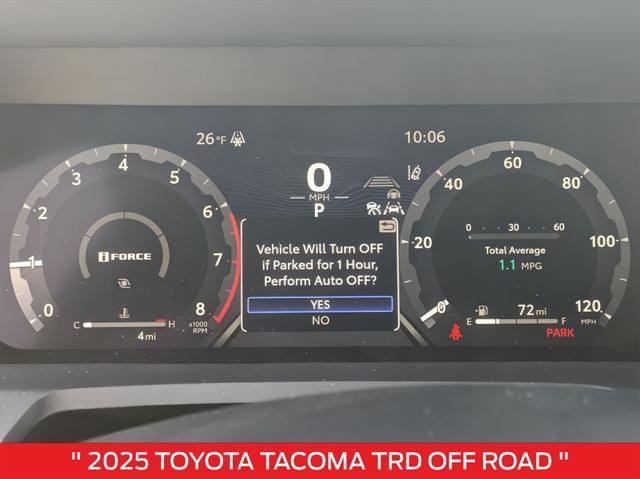 26°F
10:06
0
MPH
P
0
1
2
3
4
5
6
7
8
x1000
RPM
iFORCE
C
H
4 mi
Vehicle Will Turn OFF
if Parked for 1 Hour,
Perform Auto OFF?
YES
NO
0
20
40
60
80
100
120
MPH
0 30 60
Total Average
1.1 MPG
72 mi
E
F
PARK
" 2025 TOYOTA TACOMA TRD OFF ROAD "